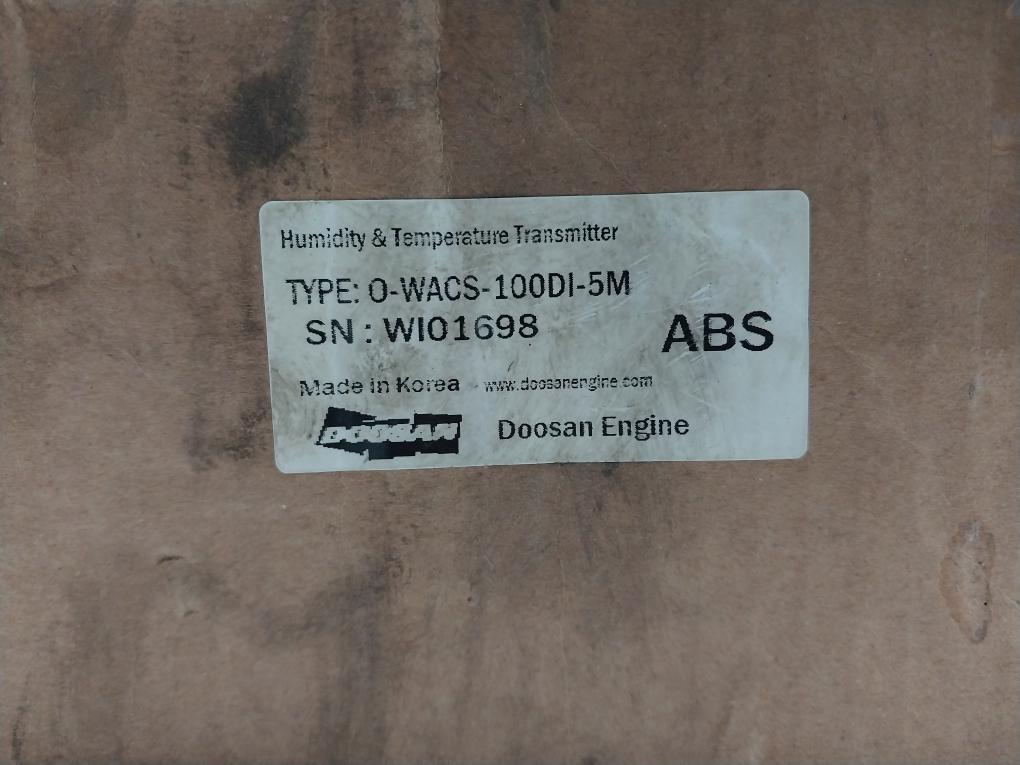 Humidity & Temperature Transmitter
TYPE: O-WACS-100DI-5M
SN : WI01698
ABS
Made in Korea www.doosanengine.com
DOOSAN Doosan Engine